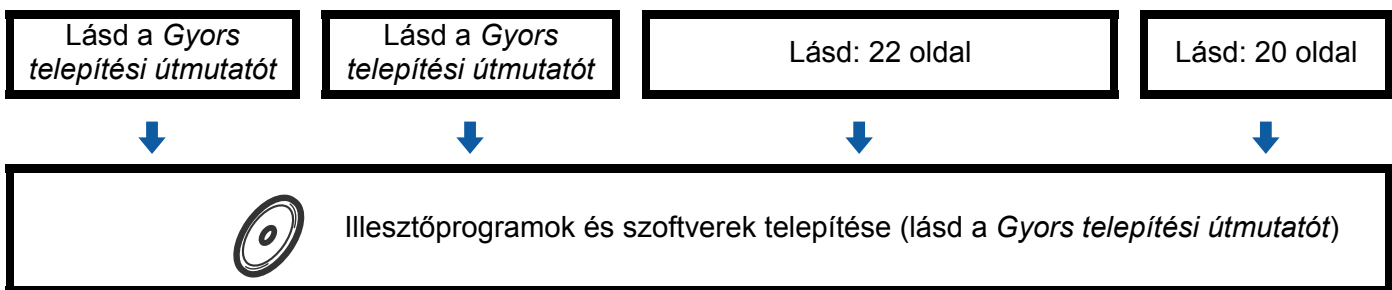 Lásd a Gyors
telepítési útmutatót
Lásd a Gyors
telepítési útmutatót
Lásd: 22 oldal
Lásd: 20 oldal
Illesztőprogramok és szoftverek telepítése (lásd a Gyors telepítési útmutatót)